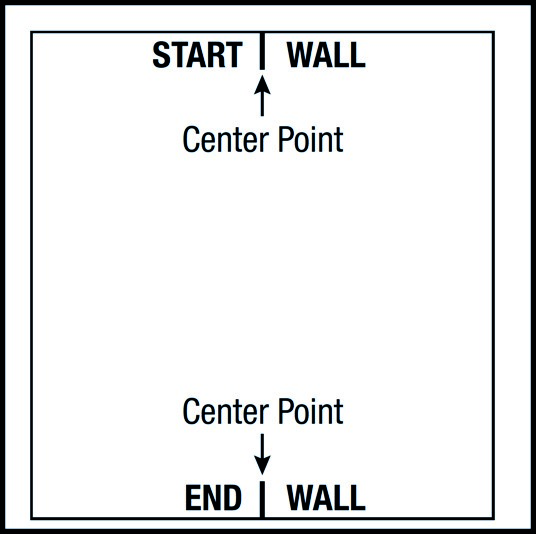 START WALL
Center Point
Center Point
END WALL